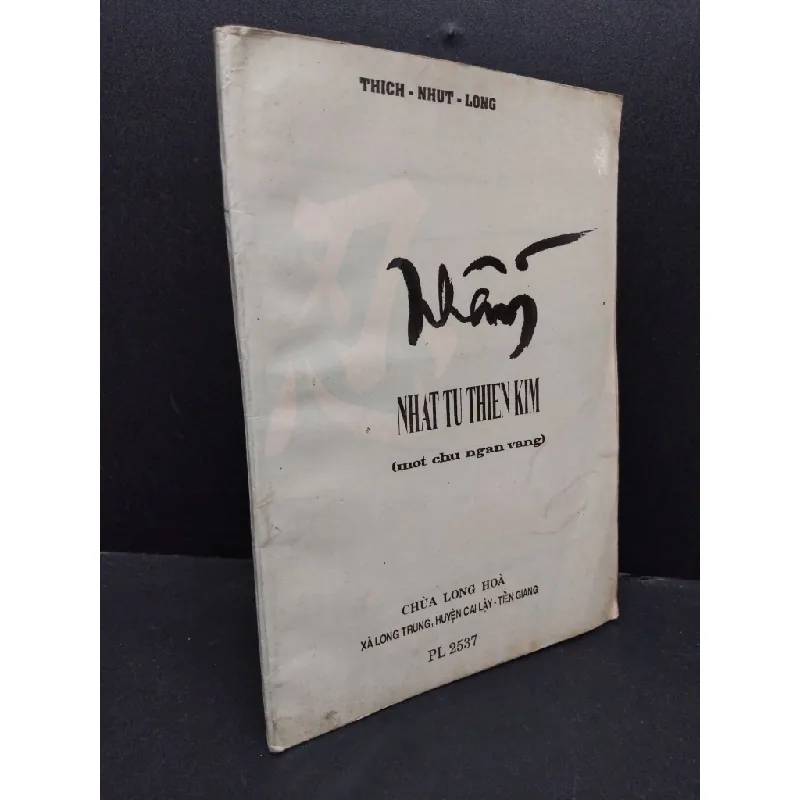 THICH - NHUT - LONG
忍
Nhẫn
NHAT TU THIEN KIM
(mot chu ngan vang)
CHÙA LONG HOÀ
XÃ LONG TRUNG, HUYỆN CAI LẬY - TIỀN GIANG
PL 2537